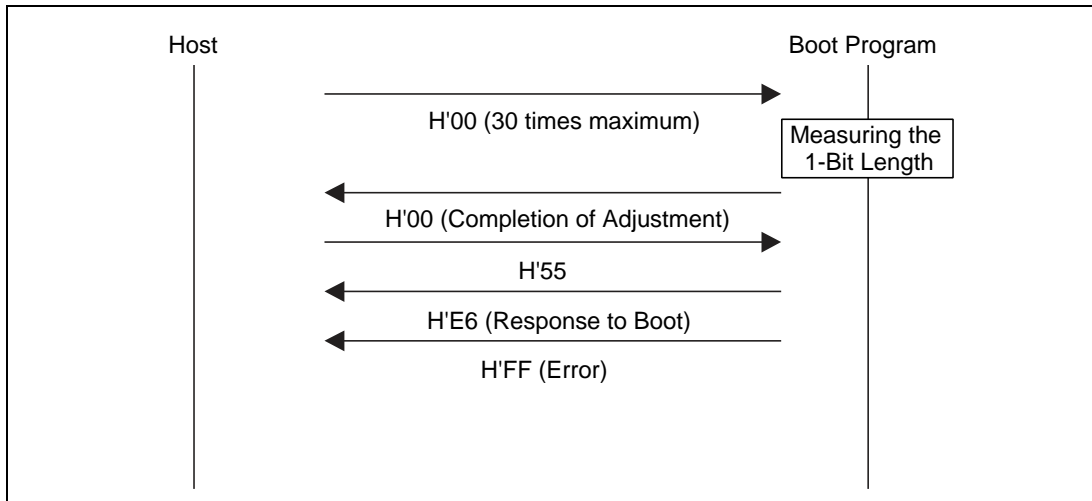 Host
Boot Program
H'00 (30 times maximum)
Measuring the
1-Bit Length
H'00 (Completion of Adjustment)
H'55
H'E6 (Response to Boot)
H'FF (Error)